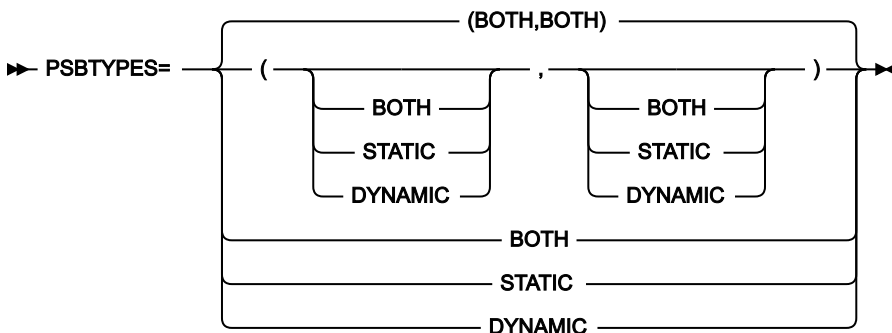 (BOTH,BOTH)
PSBTYPES= ( , )
BOTH BOTH
STATIC STATIC
DYNAMIC DYNAMIC
BOTH
STATIC
DYNAMIC